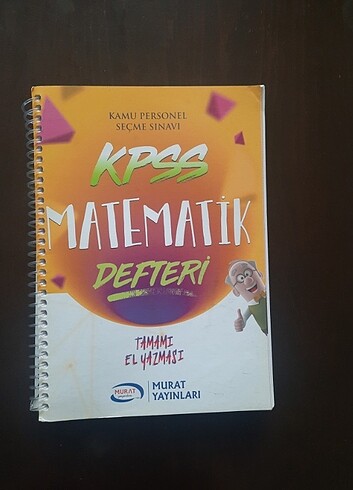 KAMU PERSONEL
SEÇME SINAVI
KPSS
MATEMATİK
DEFTERİ
TAMAMI
EL YAZMASI
MURAT
MURAT
YAYINLARI